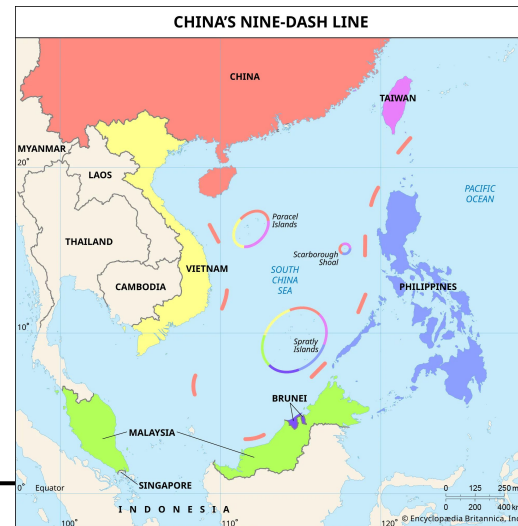 CHINA'S NINE-DASH LINE
CHINA
TAIWAN
MYANMAR
20°
LAOS
PACIFIC
OCEAN
Paracel
Islands
THAILAND
Scarborough
Shoal
VIETNAM
SOUTH
CHINA
SEA
CAMBODIA
PHILIPPINES
10°
Spratly
Islands
BRUNEI
MALAYSIA
SINGAPORE
0° Equator
0 125 250 m
0 200 400 km
INDONESIA
100°
110°
120°
© Encyclopædia Britannica, Inc